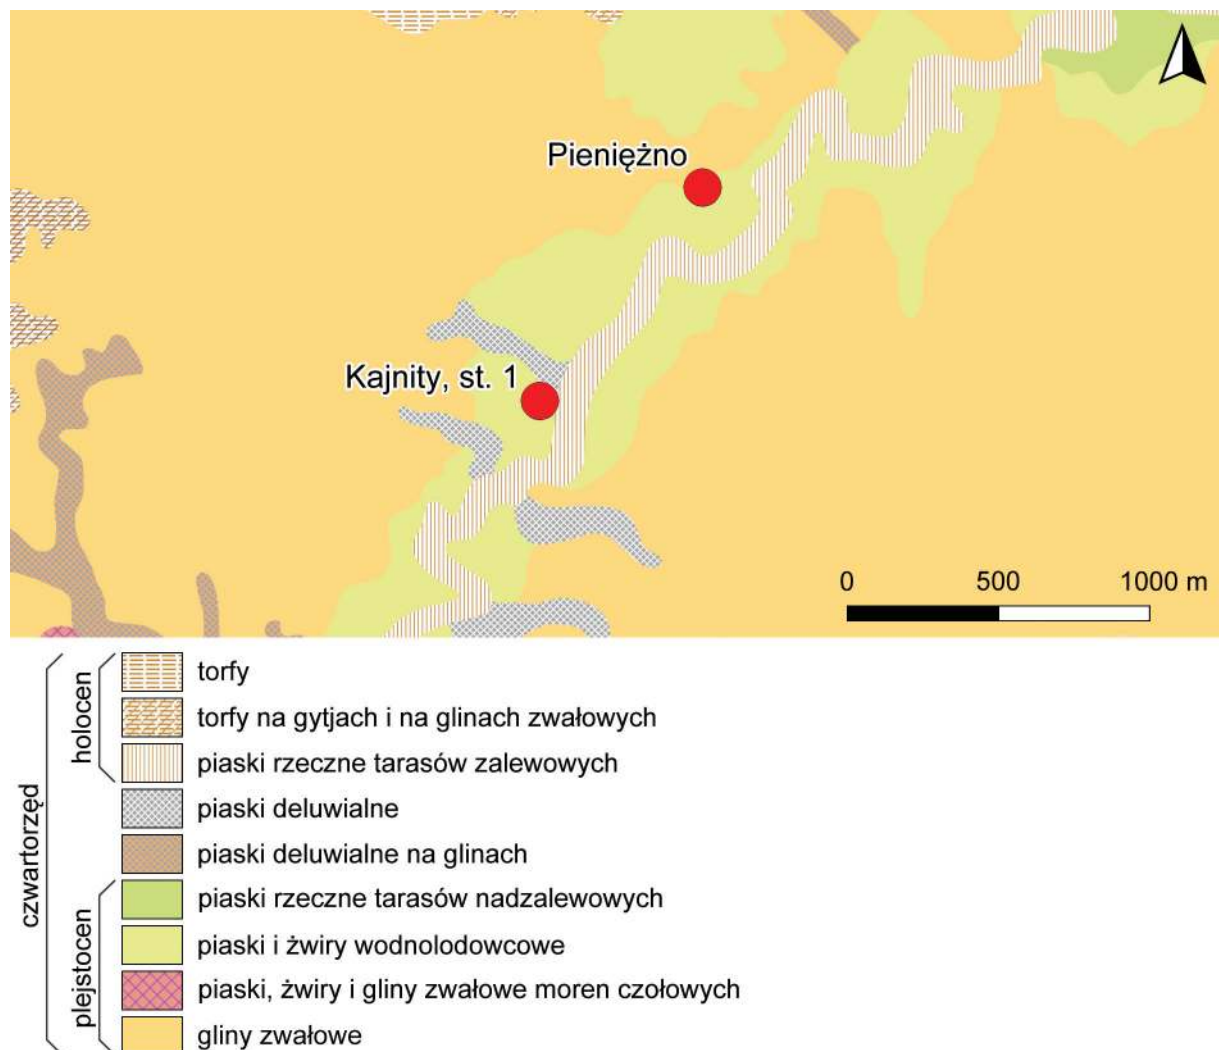 Pieniężno
Kajnity, st. 1
0 500 1000 m
czwartorzęd
holocen
torfy
torfy na gytjach i na glinach zwałowych
piaski rzeczne tarasów zalewowych
piaski deluwialne
piaski deluwialne na glinach
plejstocen
piaski rzeczne tarasów nadzalewowych
piaski i żwiry wodnolodowcowe
piaski, żwiry i gliny zwałowe moren czołowych
gliny zwałowe